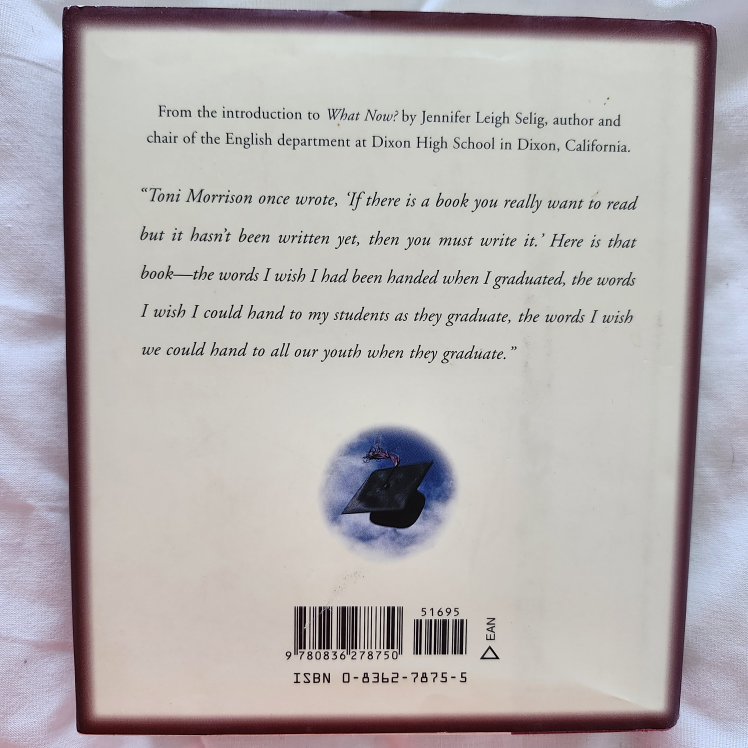 From the introduction to What Now? by Jennifer Leigh Selig, author and
chair of the English department at Dixon High School in Dixon, California.
“Toni Morrison once wrote, ‘If there is a book you really want to read
but it hasn’t been written yet, then you must write it.’ Here is that
book—the words I wish I had been handed when I graduated, the words
I wish I could hand to my students as they graduate, the words I wish
we could hand to all our youth when they graduate.”
51695
9 780836 278750
EAN
ISBN 0-8362-7875-5